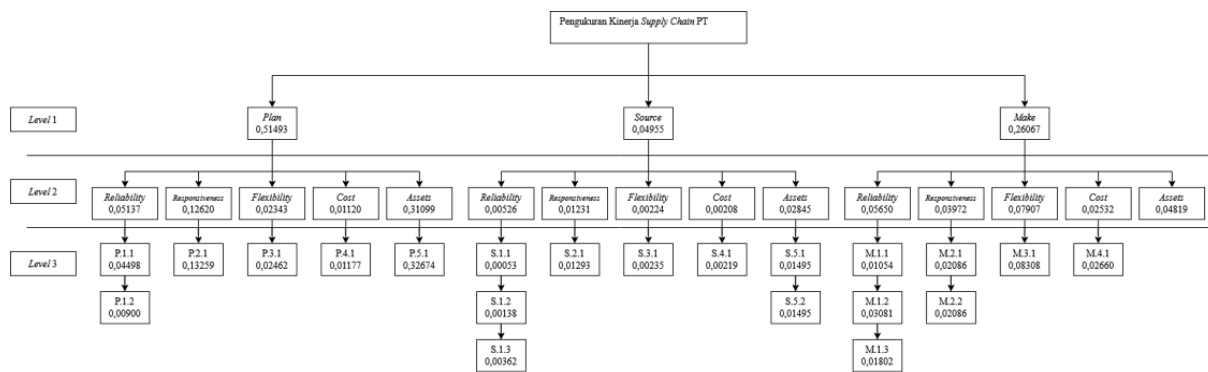 Pengukuran Kinerja Supply Chain PT
Level 1
Plan
0,51493
Source
0,04955
Make
0,26067
Level 2
Reliability
0,05137
Responsiveness
0,12620
Flexibility
0,02343
Cost
0,01120
Assets
0,31099
Reliability
0,00526
Responsiveness
0,01231
Flexibility
0,00224
Cost
0,00208
Assets
0,02845
Reliability
0,05650
Responsiveness
0,03972
Flexibility
0,07907
Cost
0,02532
Assets
0,04819
Level 3
P.1.1
0,04498
P.2.1
0,13259
P.3.1
0,02462
P.4.1
0,01177
P.5.1
0,32674
S.1.1
0,00053
S.2.1
0,01293
S.3.1
0,00235
S.4.1
0,00219
S.5.1
0,01495
M.1.1
0,01054
M.2.1
0,02086
M.3.1
0,08308
M.4.1
0,02660
P.1.2
0,00900
S.1.2
0,00138
S.5.2
0,01495
M.1.2
0,03081
M.2.2
0,02086
S.1.3
0,00362
M.1.3
0,01802